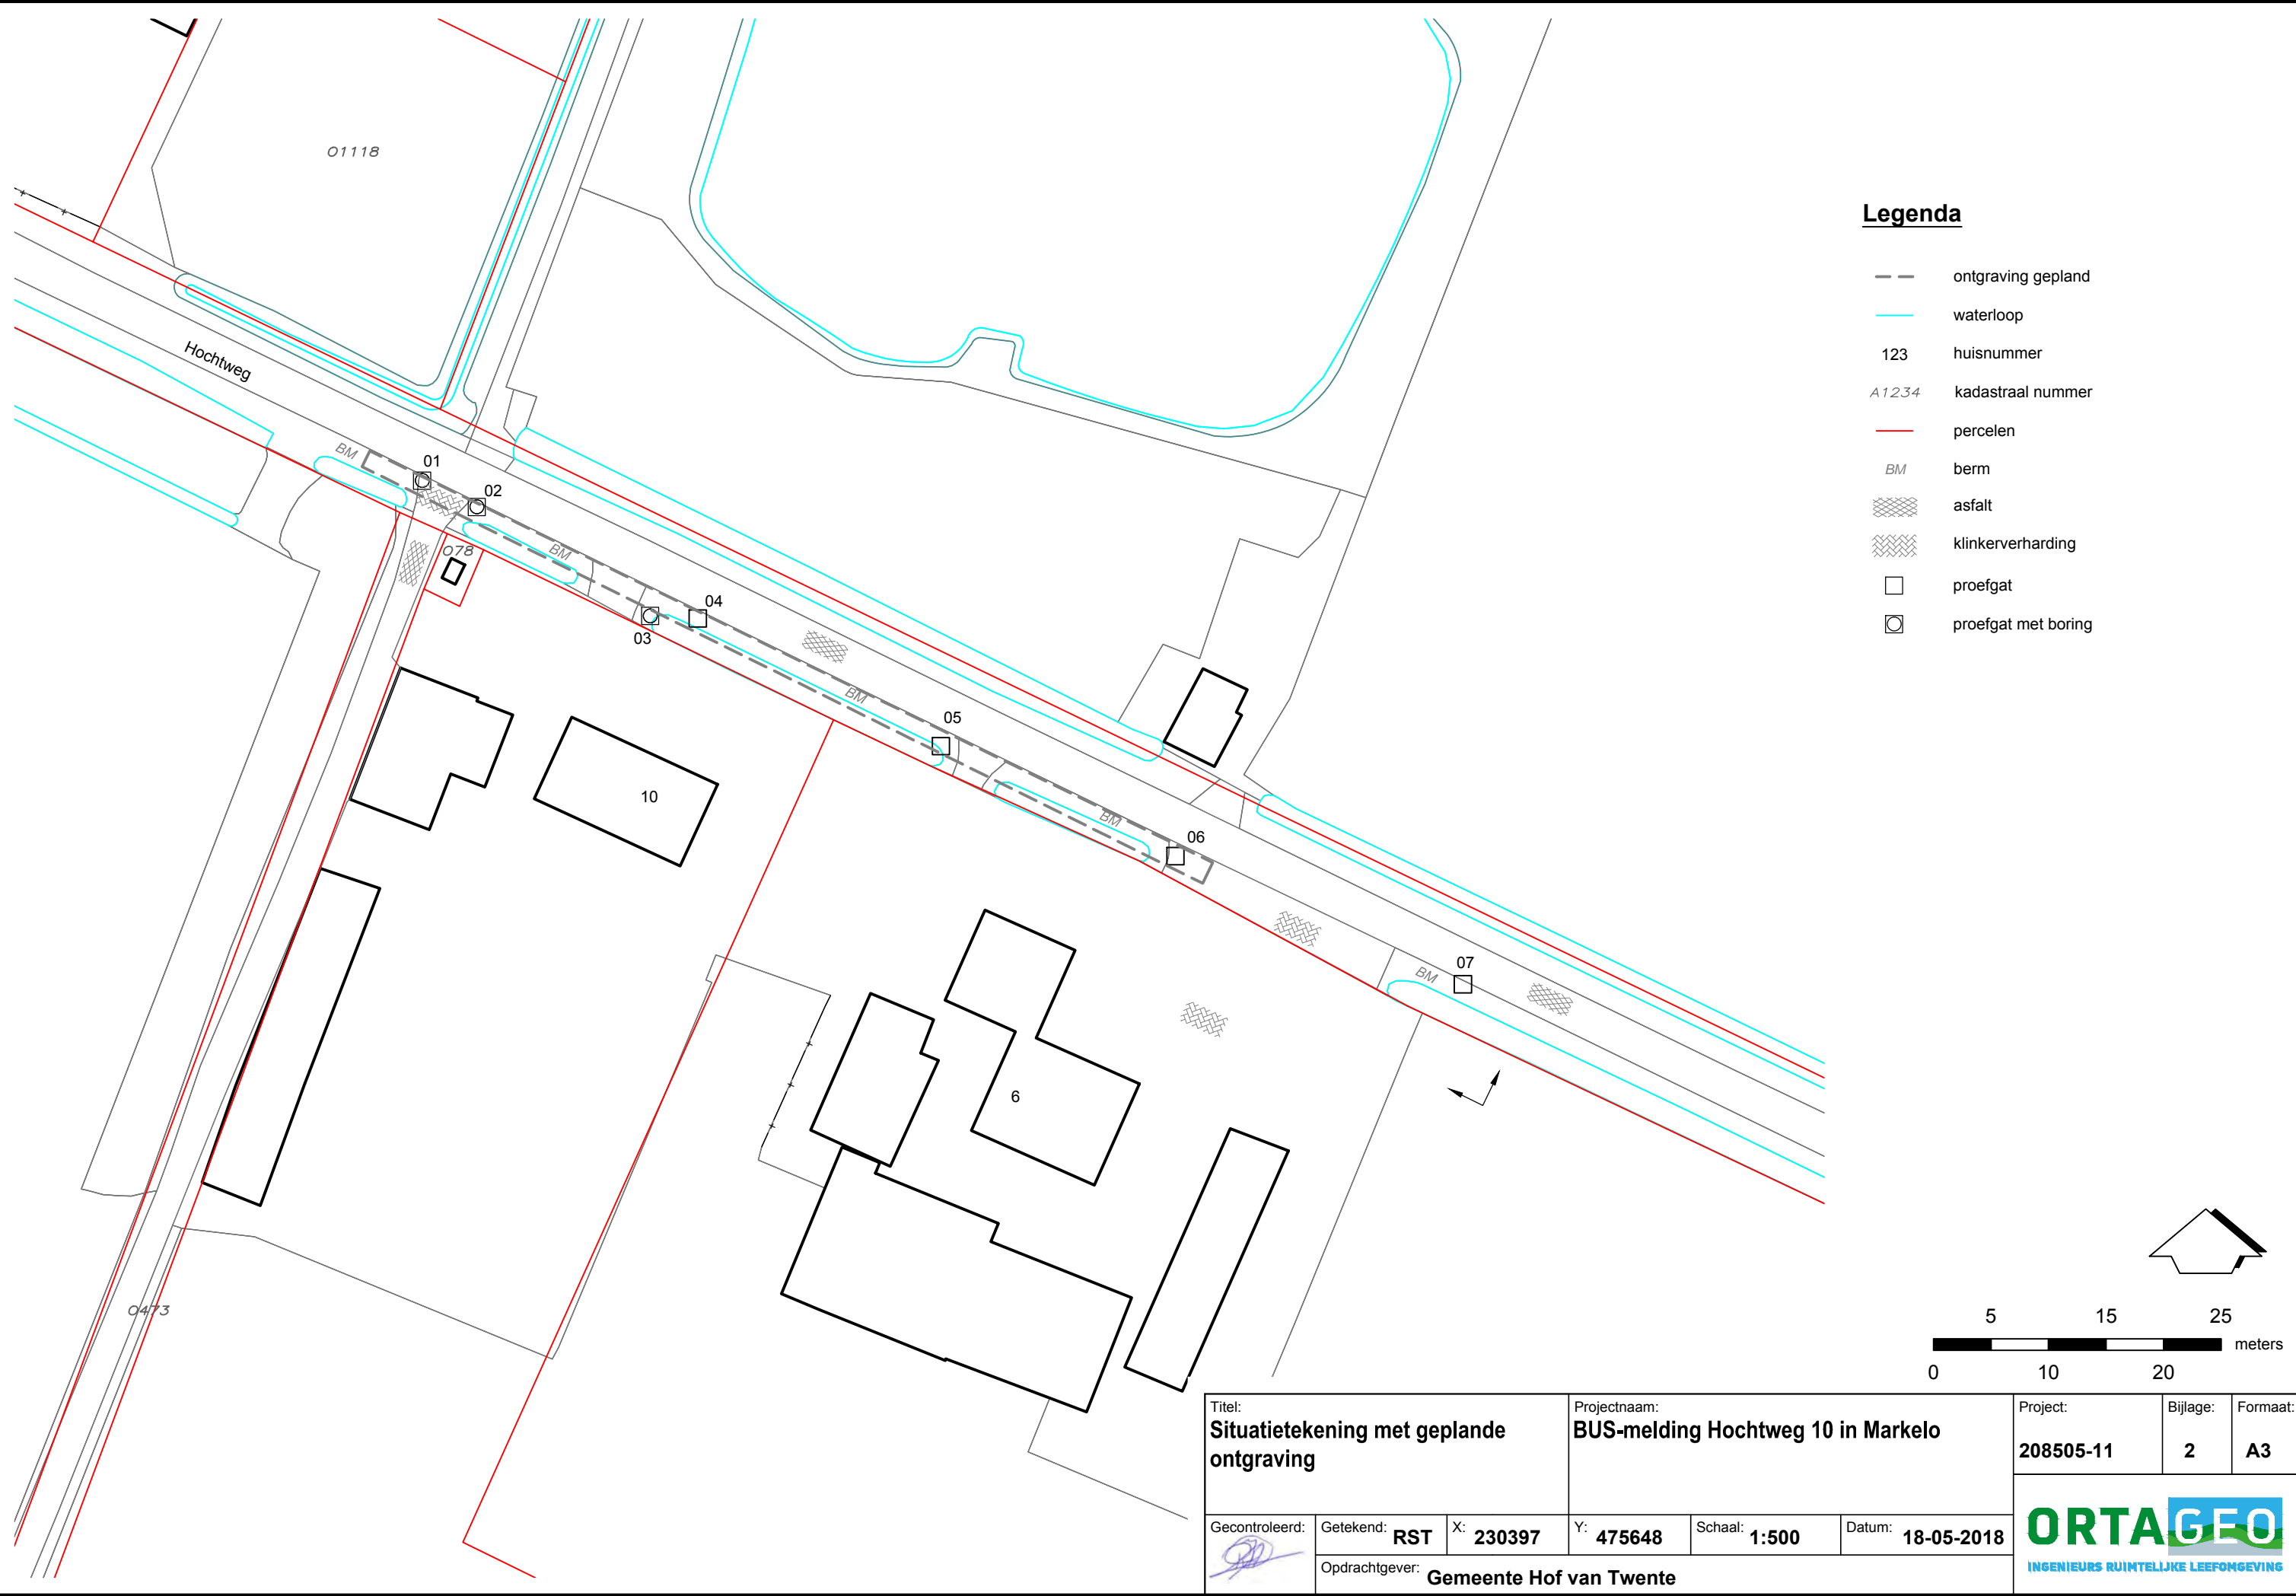 O1118
Hochtweg
BM
01
02
O78
BM
03
04
BM
05
BM
06
10
BM
07
6
O473
Legenda
ontgraving gepland
waterloop
123 huisnummer
A1234 kadastraal nummer
percelen
BM berm
asfalt
klinkerverharding
proefgat
proefgat met boring
5 15 25
meters
0 10 20
Titel:
Situatietekening met geplande
ontgraving
Projectnaam:
BUS-melding Hochtweg 10 in Markelo
Project:
208505-11
Bijlage:
2
Formaat:
A3
Gecontroleerd:
Getekend: RST
X: 230397
Y: 475648
Schaal: 1:500
Datum: 18-05-2018
Opdrachtgever: Gemeente Hof van Twente
ORTAGEO
INGENIEURS RUIMTELIJKE LEEFOMGEVING